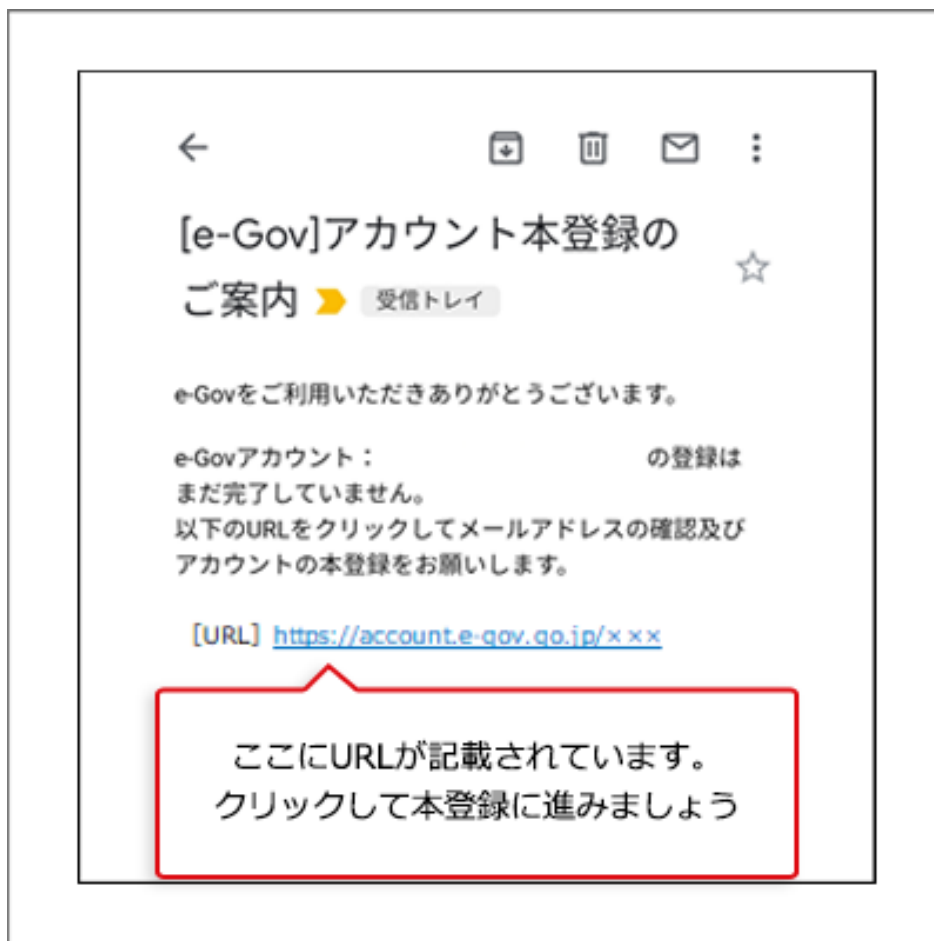 [e-Gov]アカウント本登録の
ご案内 受信トレイ
e-Govをご利用いただきありがとうございます。
e-Govアカウント： の登録は
まだ完了していません。
以下のURLをクリックしてメールアドレスの確認及び
アカウントの本登録をお願いします。
[URL] https://account.e-gov.go.jp/×××
ここにURLが記載されています。
クリックして本登録に進みましょう